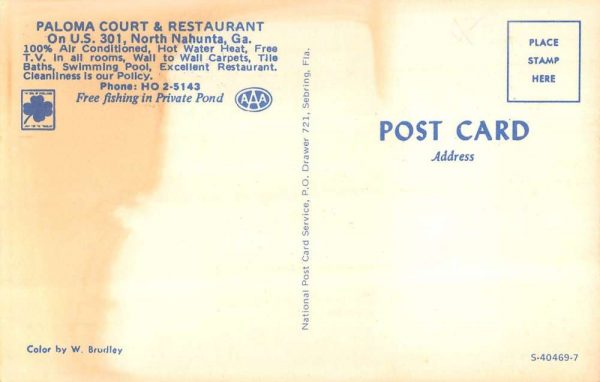 PALOMA COURT & RESTAURANT
On U.S. 301, North Nahunta, Ga.
100% Air Conditioned, Hot Water Heat, Free
T.V. in all rooms, Wall to Wall Carpets, Tile
Baths, Swimming Pool, Excellent Restaurant.
Cleanliness is our Policy.
Phone: HO 2-5143
Free fishing in Private Pond
AAA
National Post Card Service, P.O. Drawer 721, Sebring, Fla.
PLACE
STAMP
HERE
POST CARD
Address
Color by W. Bradley
S-40469-7